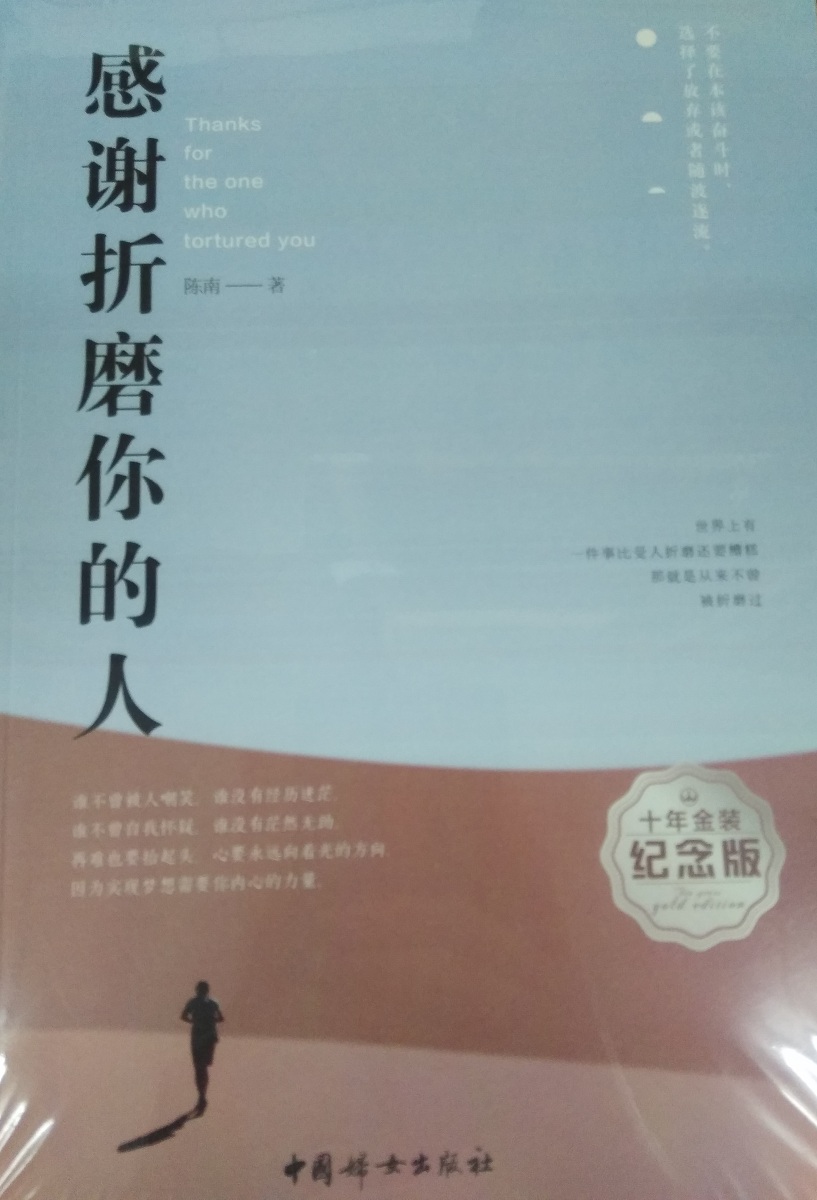 感谢折磨你的人
Thanks
for
the one
who
tortured you
陈南——著
不要在本该奋斗时、
选择了放弃或者随波逐流、
世界上有
一件事比受人折磨还要糟糕
那就是从来不曾
被折磨过
谁不曾被人嘲笑，谁没有经历迷茫，
谁不曾自我怀疑，谁没有茫然无助，
再难也要抬起头，心要永远向着光的方向，
因为实现梦想需要你内心的力量。
十年金装
纪念版
gold edition
中国妇女出版社